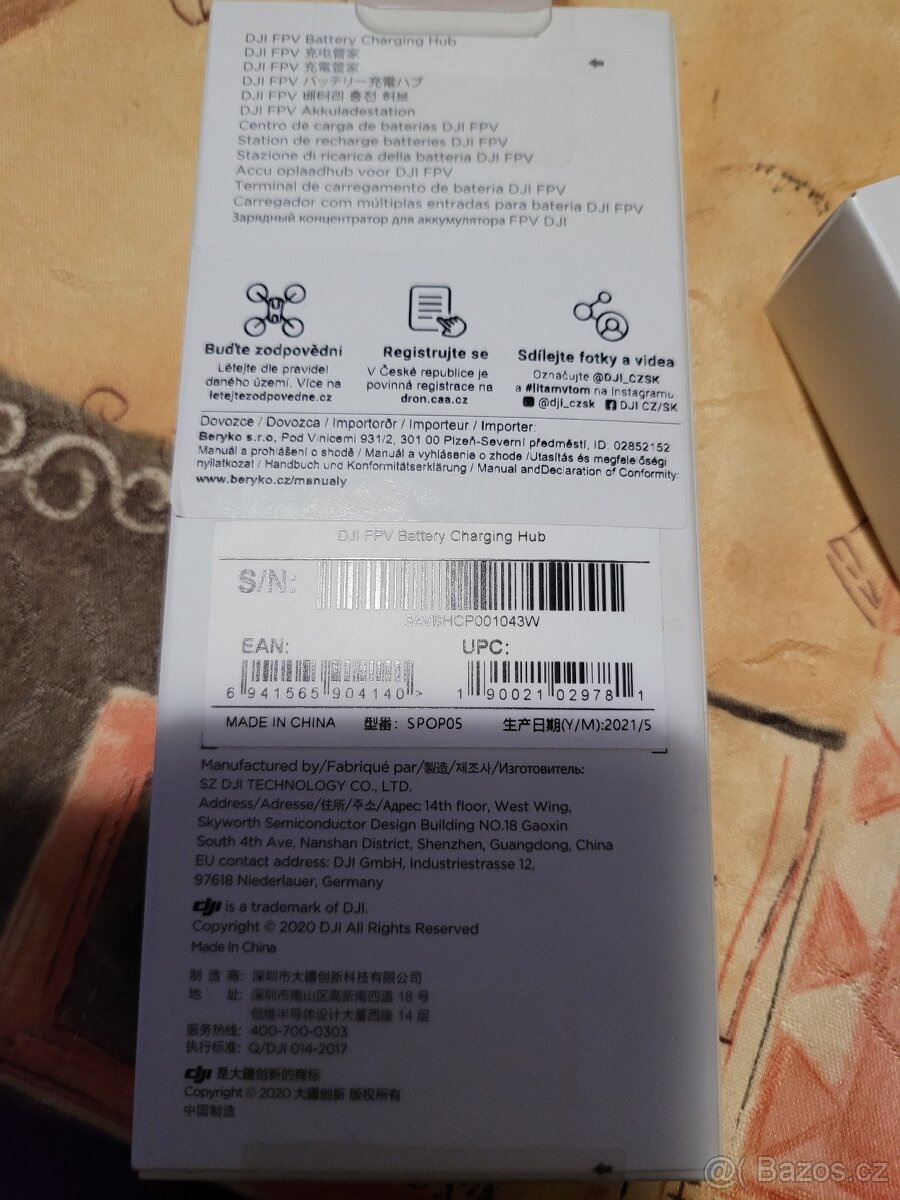 DJI FPV Battery Charging Hub
DJI FPV 充电管家
DJI FPV 充電管家
DJI FPV バッテリー充電ハブ
DJI FPV 배터리 충전 허브
DJI FPV Akkuladestation
Centro de carga de baterías DJI FPV
Station de recharge batteries DJI FPV
Stazione di ricarica della batteria DJI FPV
Accu oplaadhub voor DJI FPV
Terminal de carregamento de bateria DJI FPV
Carregador com múltiplas entradas para bateria DJI FPV
Зарядный концентратор для аккумулятора FPV DJI
Buďte zodpovědní
Létejte dle pravidel
daného území. Více na
letejtezodpovedne.cz
Registrujte se
V České republice je
povinná registrace na
dron.caa.cz
Sdílejte fotky a videa
Označujte @DJI_CZSK
a #litamvtom na Instagramu
@dji_czsk DJI CZ/SK
Dovozce / Dovozca / Importorőr / Importeur / Importer:
Beryko s.r.o, Pod Vinicemi 931/2, 301 00 Plzeň-Severní předměstí, ID: 02852152
Manuál a prohlášení o shodě / Manuál a vyhlásenie o zhode /Utasítás és megfelelőségi
nyilatkozat / Handbuch und Konformitätserklärung / Manual andDeclaration of Conformity:
www.beryko.cz/manualy
DJI FPV Battery Charging Hub
S/N:
EAN:
UPC:
6 941565 904140 >
1 90021 02978 1
MADE IN CHINA 型番: SPOP05 生产日期(Y/M):2021/5
Manufactured by/Fabriqué par/製造/제조사/Изготовитель:
SZ DJI TECHNOLOGY CO., LTD.
Address/Adresse/住所/주소/Адрес: 14th floor, West Wing,
Skyworth Semiconductor Design Building NO.18 Gaoxin
South 4th Ave, Nanshan District, Shenzhen, Guangdong, China
EU contact address: DJI GmbH, Industriestrasse 12,
97618 Niederlauer, Germany
dji is a trademark of DJI.
Copyright © 2020 DJI All Rights Reserved
Made In China
制 造 商: 深圳市大疆创新科技有限公司
地 址: 深圳市南山区高新南四道 18 号
创维半导体设计大厦西座 14 层
服务热线: 400-700-0303
执行标准: Q/DJI 014-2017
dji 是大疆创新的商标
Copyright © 2020 大疆创新 版权所有
中国制造
@( Bazos.cz